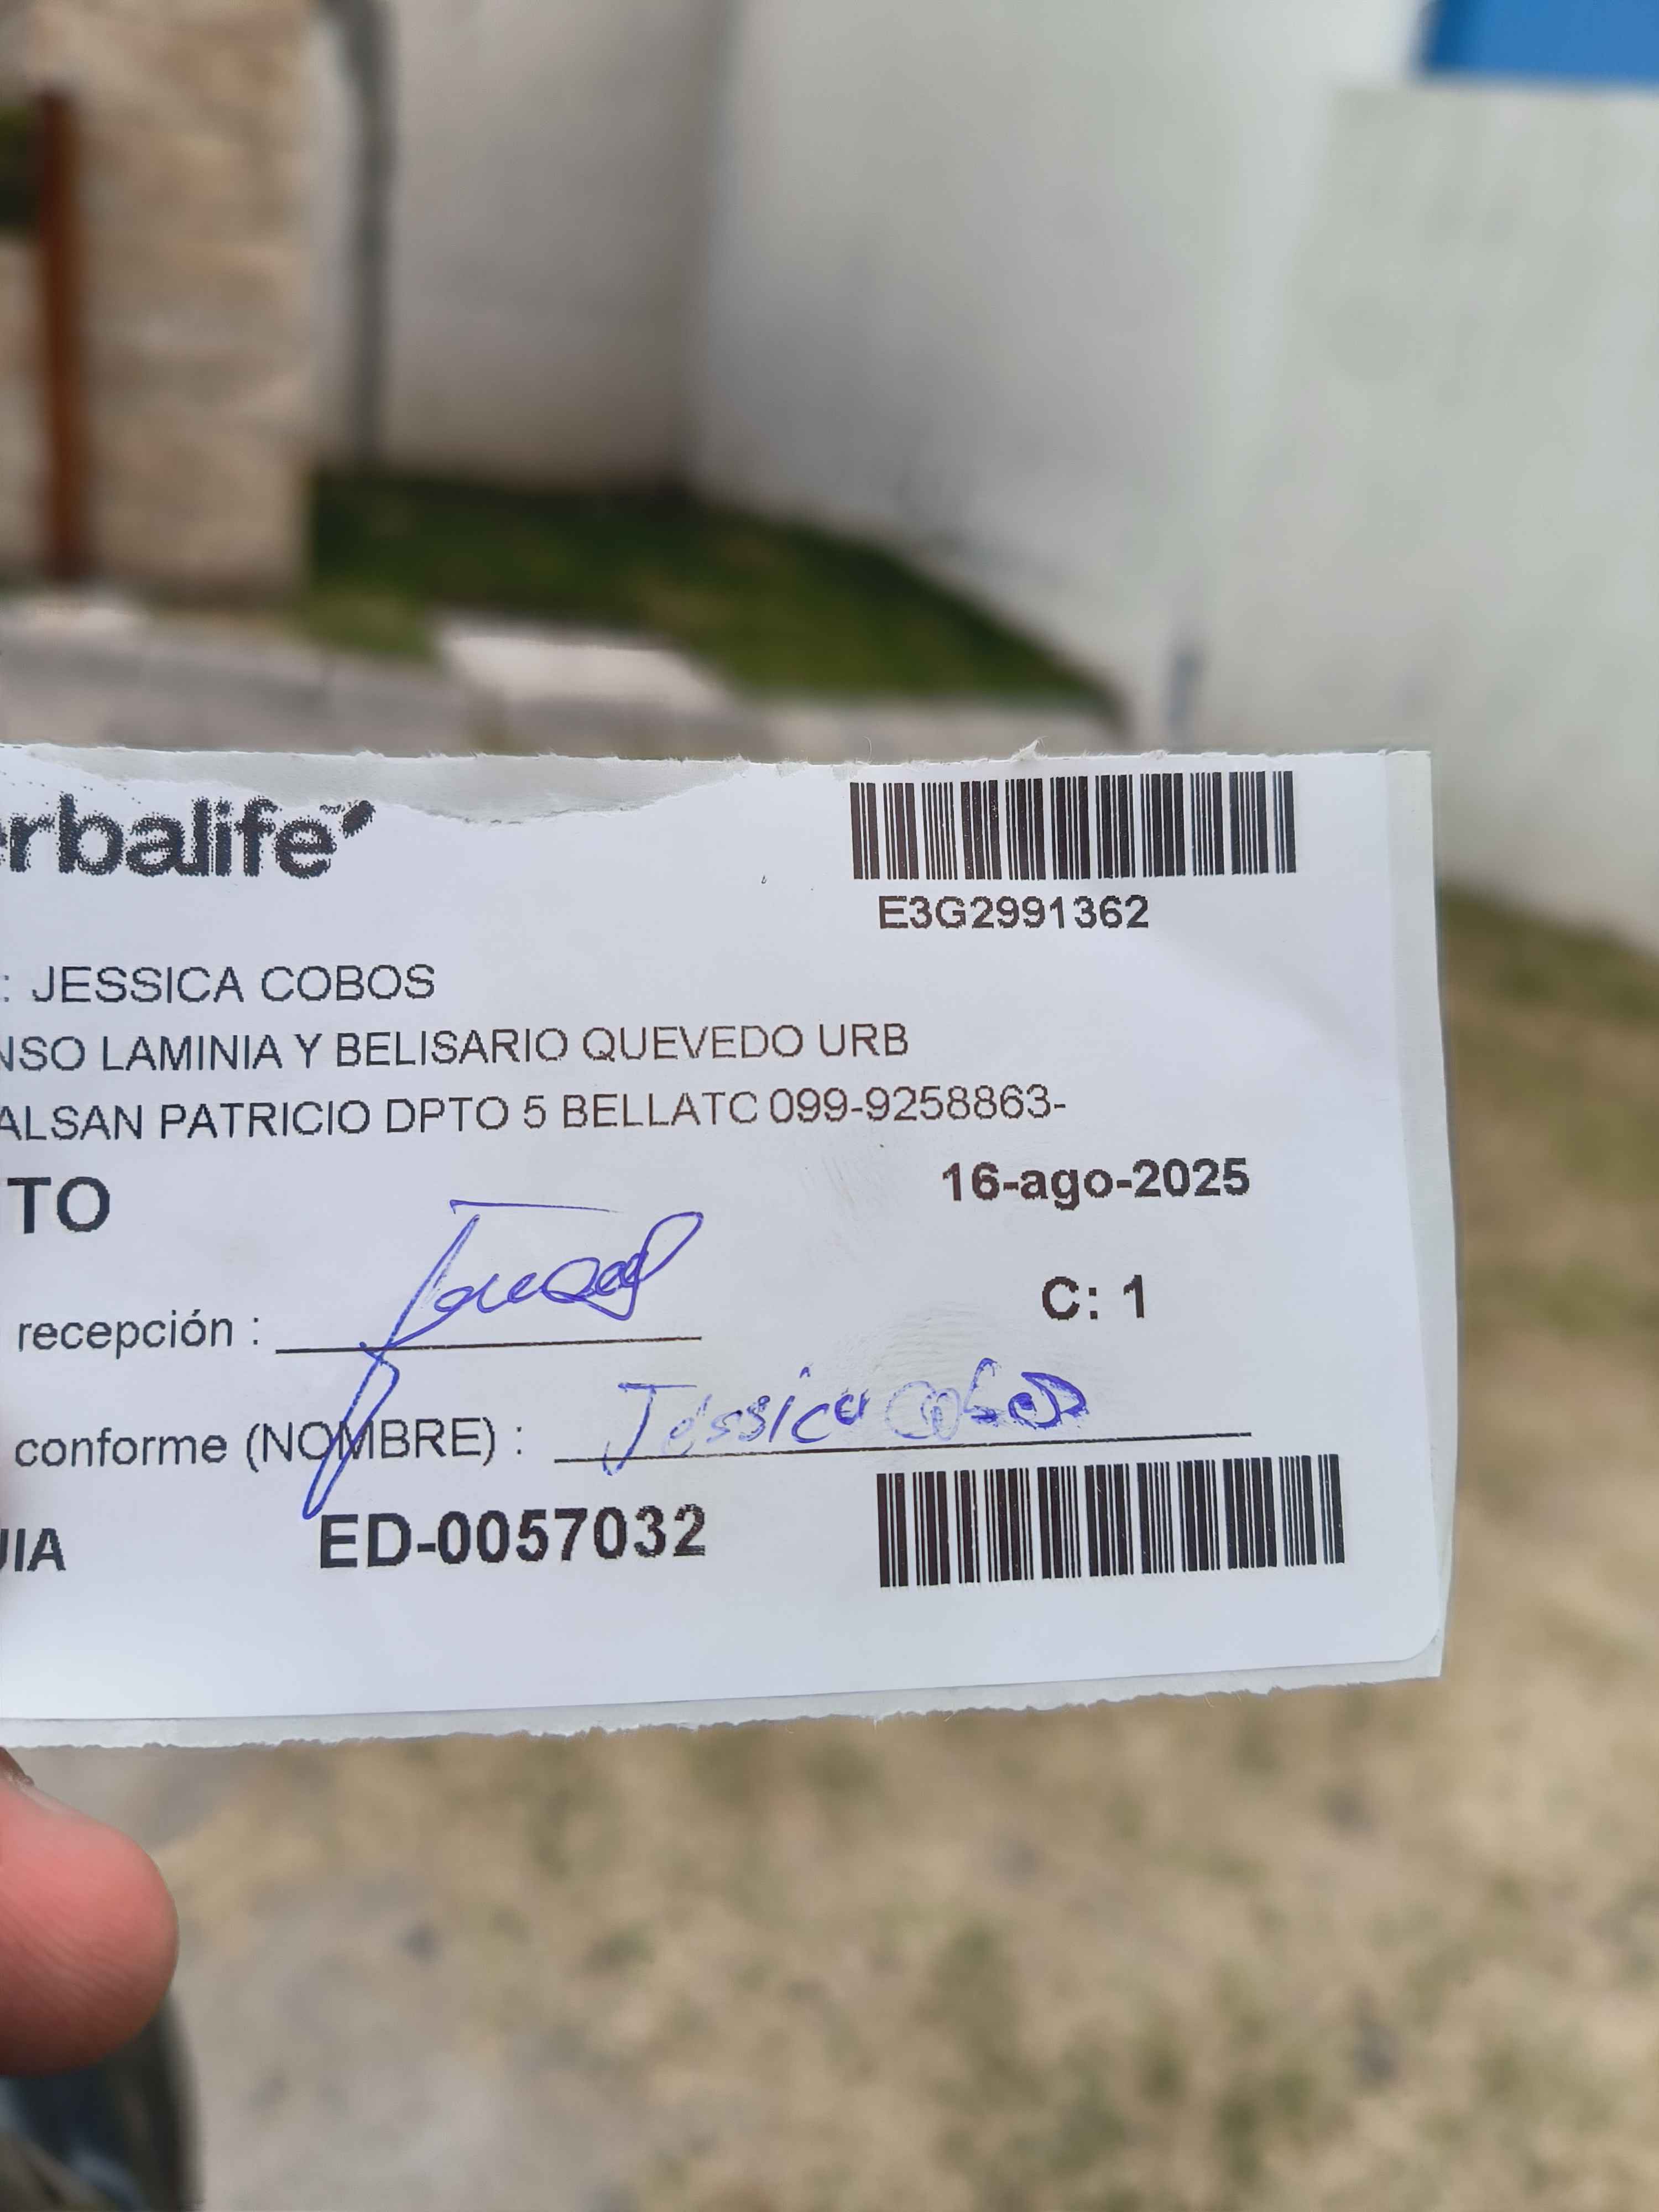 erbalife
E3G2991362
: JESSICA COBOS
NSO LAMINIA Y BELISARIO QUEVEDO URB
ALSAN PATRICIO DPTO 5 BELLATC 099-9258863-
TO
16-ago-2025
recepción :
C: 1
conforme (NOMBRE) : Jessica Cobos
UIA
ED-0057032